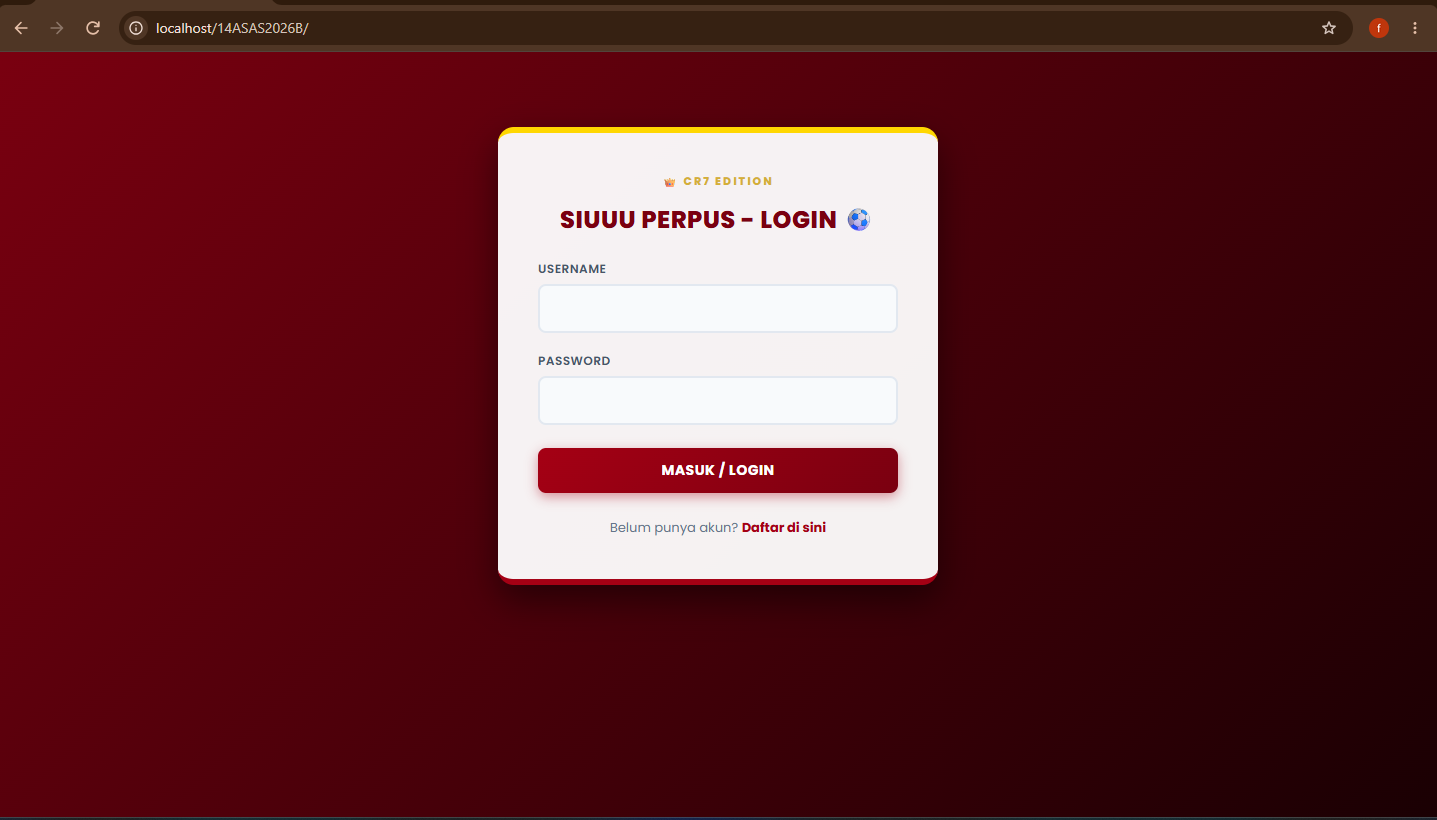 localhost/14ASAS2026B/
f
👑 CR7 EDITION
SIUUU PERPUS - LOGIN ⚽
USERNAME
PASSWORD
MASUK / LOGIN
Belum punya akun? Daftar di sini